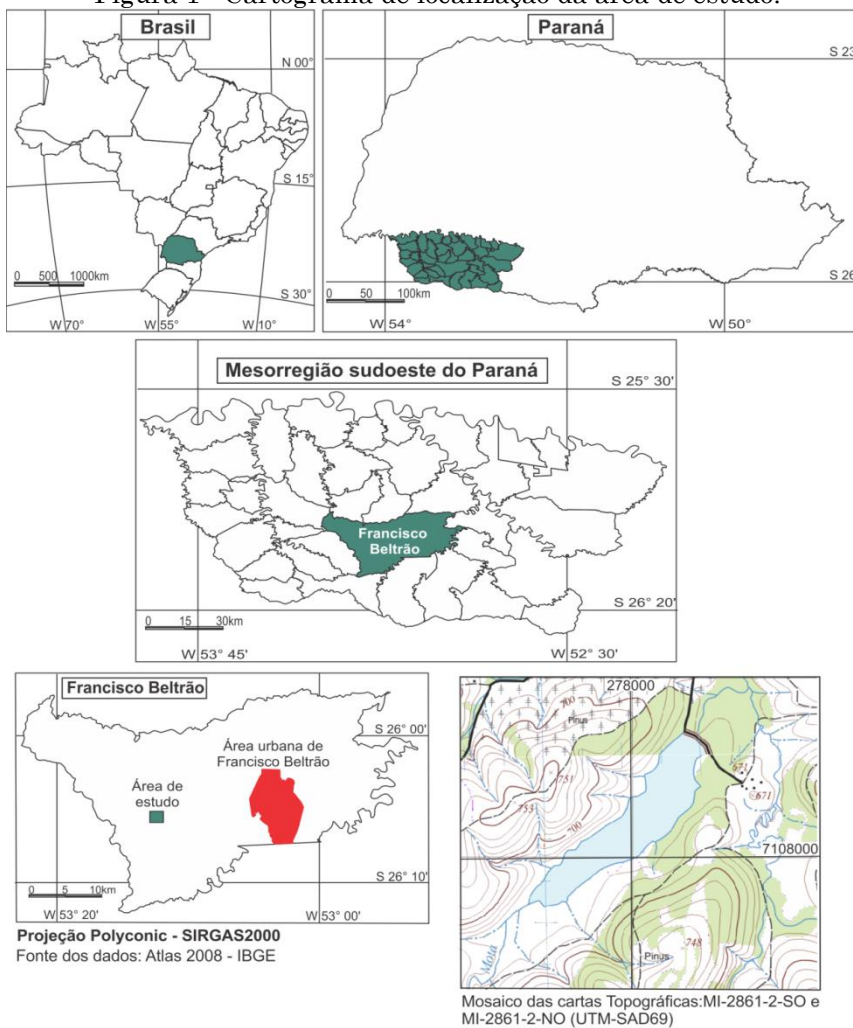 Figura 1 - Cartograma de localização da área de estudo.
Brasil
N 00°
S 15°
0 500 1000km
S 30°
W 70° W 55° W 10°
Paraná
S 23
0 50 100km
S 26
W 54° W 50°
Mesorregião sudoeste do Paraná
S 25° 30'
Francisco
Beltrão
S 26° 20'
0 15 30km
W 53° 45' W 52° 30'
Francisco Beltrão
S 26° 00'
Área urbana de
Francisco Beltrão
Área de
estudo
S 26° 10'
0 5 10km
W 53° 20' W 53° 00'
Projeção Polyconic - SIRGAS2000
Fonte dos dados: Atlas 2008 - IBGE
278000
700
Pinus
751
753
700
671
671
7108000
748
Pinus
Mosa
Mosaico das cartas Topográficas:MI-2861-2-SO e
MI-2861-2-NO (UTM-SAD69)